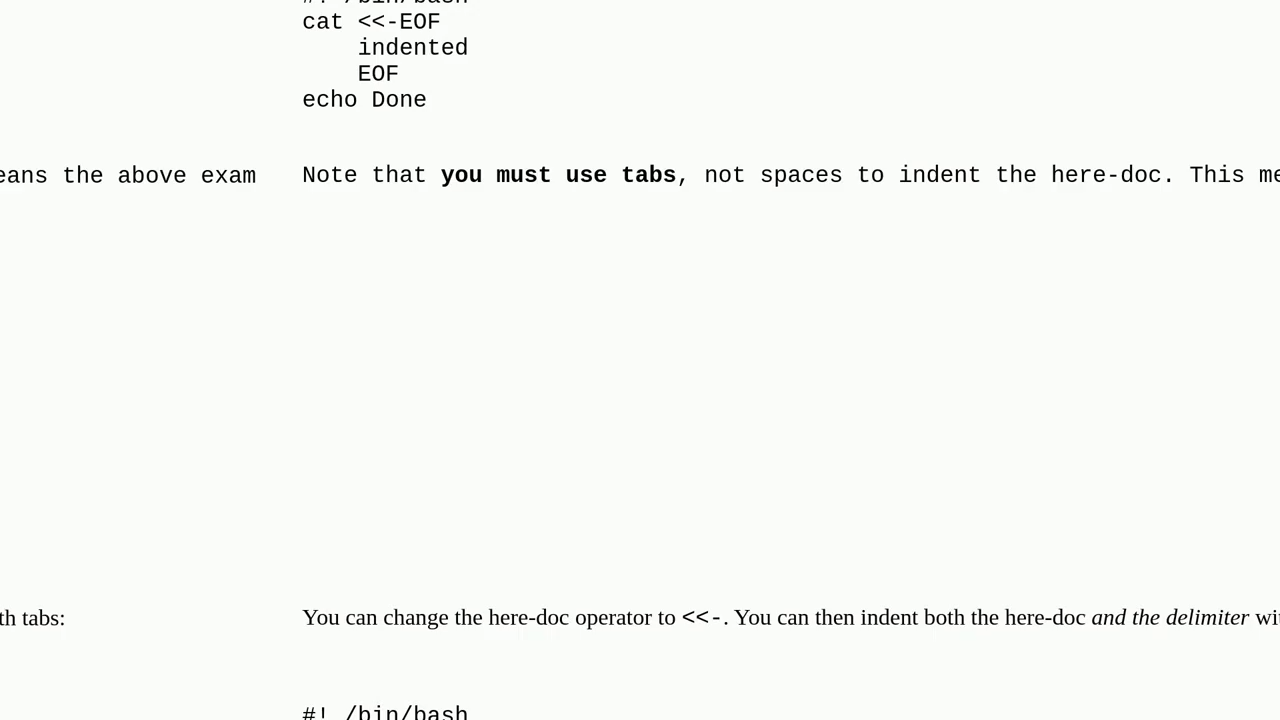 #! /bin/bash
cat <<-EOF
    indented
    EOF
echo Done
eans the above exam
Note that you must use tabs, not spaces to indent the here-doc. This me
th tabs:
You can change the here-doc operator to <<-. You can then indent both the here-doc and the delimiter wi
#! /bin/bash